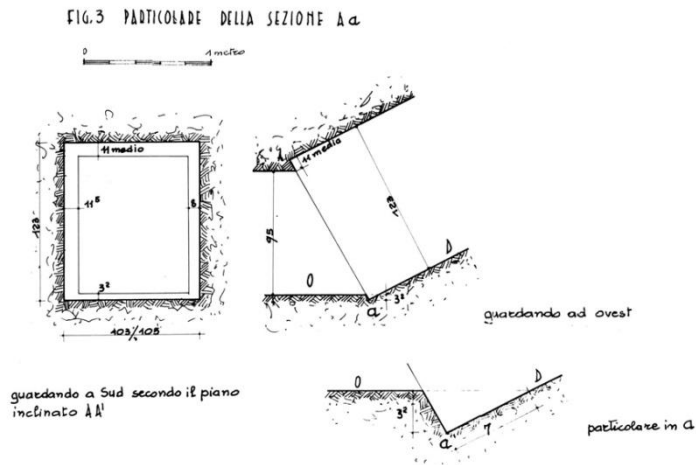 FIG.3 PARTICOLARE DELLA SEZIONE Aa
0 1 metro
11 medio
11⁵ 8
123
3²
103/105
guardando a Sud secondo il piano
inclinato AA'
11 medio
95
123
O
D
a
3²
guardando ad ovest
O
D
3²
a
7
particolare in a